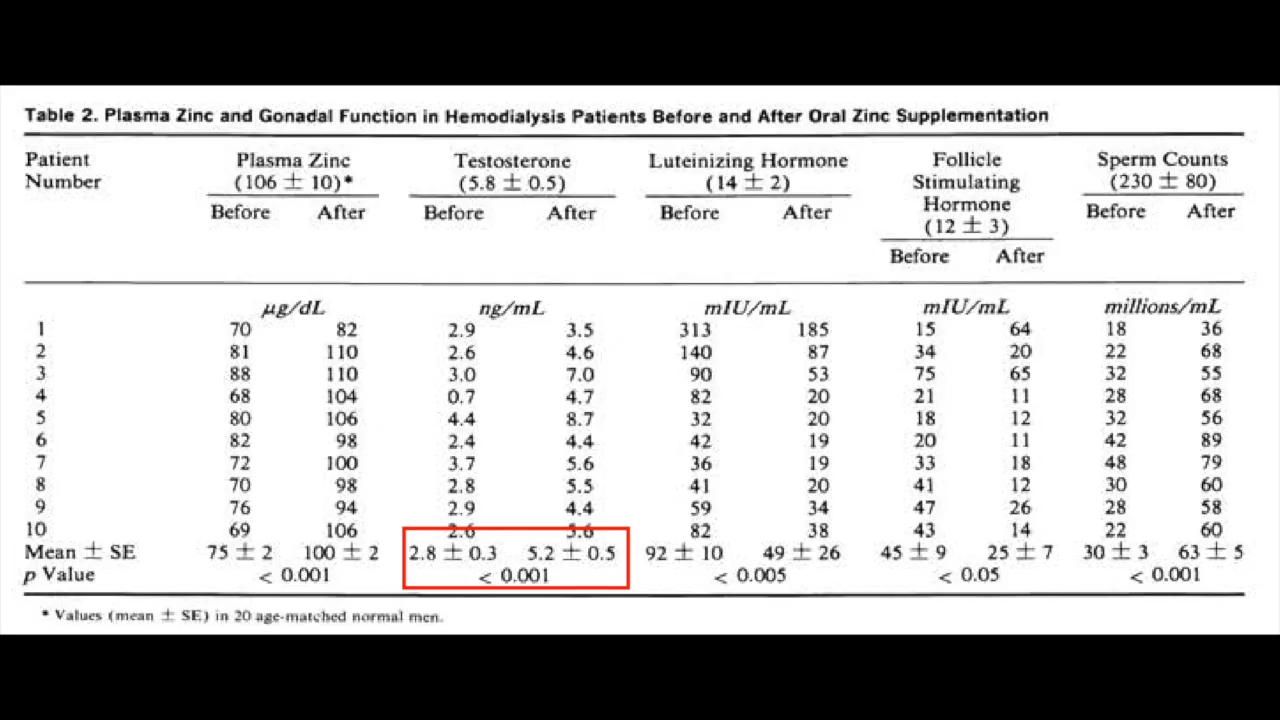 Table 2. Plasma Zinc and Gonadal Function in Hemodialysis Patients Before and After Oral Zinc Supplementation
Patient Number Plasma Zinc (106 ± 10)* Testosterone (5.8 ± 0.5) Luteinizing Hormone (14 ± 2) Follicle Stimulating Hormone (12 ± 3) Sperm Counts (230 ± 80)
Before After Before After Before After Before After Before After
µg/dL ng/mL mIU/mL mIU/mL millions/mL
1 70 82 2.9 3.5 313 185 15 64 18 36
2 81 110 2.6 4.6 140 87 34 20 22 68
3 88 110 3.0 7.0 90 53 75 65 32 55
4 68 104 0.7 4.7 82 20 21 11 28 68
5 80 106 4.4 8.7 32 20 18 12 32 56
6 82 98 2.4 4.4 42 19 20 11 42 89
7 72 100 3.7 5.6 36 19 33 18 48 79
8 70 98 2.8 5.5 41 20 41 12 30 60
9 76 94 2.9 4.4 59 34 47 26 28 58
10 69 106 2.6 5.6 82 38 43 14 22 60
Mean ± SE 75 ± 2 100 ± 2 2.8 ± 0.3 5.2 ± 0.5 92 ± 10 49 ± 26 45 ± 9 25 ± 7 30 ± 3 63 ± 5
p Value < 0.001 < 0.001 < 0.005 < 0.05 < 0.001
* Values (mean ± SE) in 20 age-matched normal men.